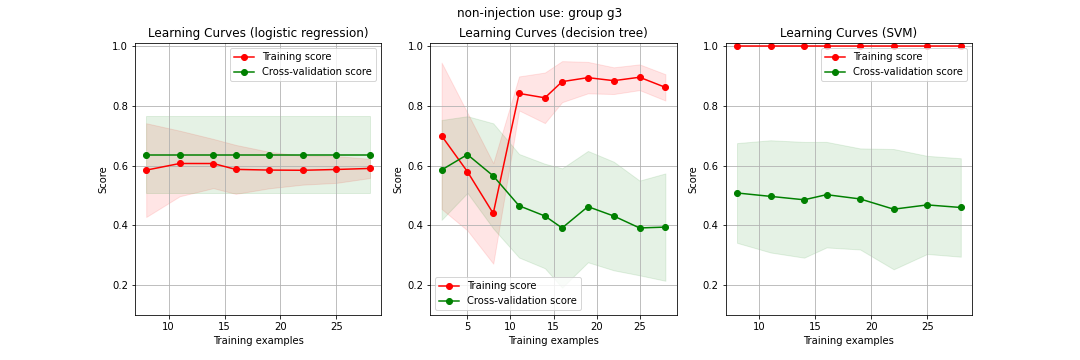 non-injection use: group g3
Learning Curves (logistic regression)
1.0
0.8
0.6
0.4
0.2
Score
10
15
20
25
Training examples
Training score
Cross-validation score
Learning Curves (decision tree)
1.0
0.8
0.6
0.4
0.2
Score
5
10
15
20
25
Training examples
Training score
Cross-validation score
Learning Curves (SVM)
1.0
0.8
0.6
0.4
0.2
Score
10
15
20
25
Training examples
Training score
Cross-validation score